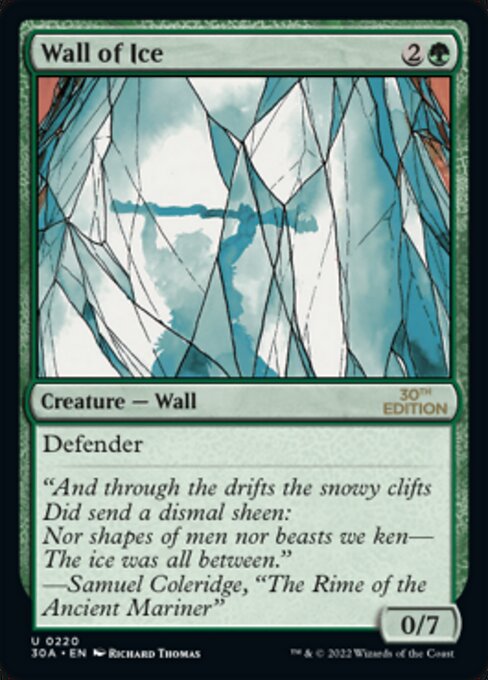 Wall of Ice 2
Creature — Wall
30TH
EDITION
Defender
“And through the drifts the snowy clifts
Did send a dismal sheen:
Nor shapes of men nor beasts we ken—
The ice was all between.”
—Samuel Coleridge, “The Rime of the
Ancient Mariner”
0/7
U 0220
30A • EN Richard Thomas
™ & © 2022 Wizards of the Coast